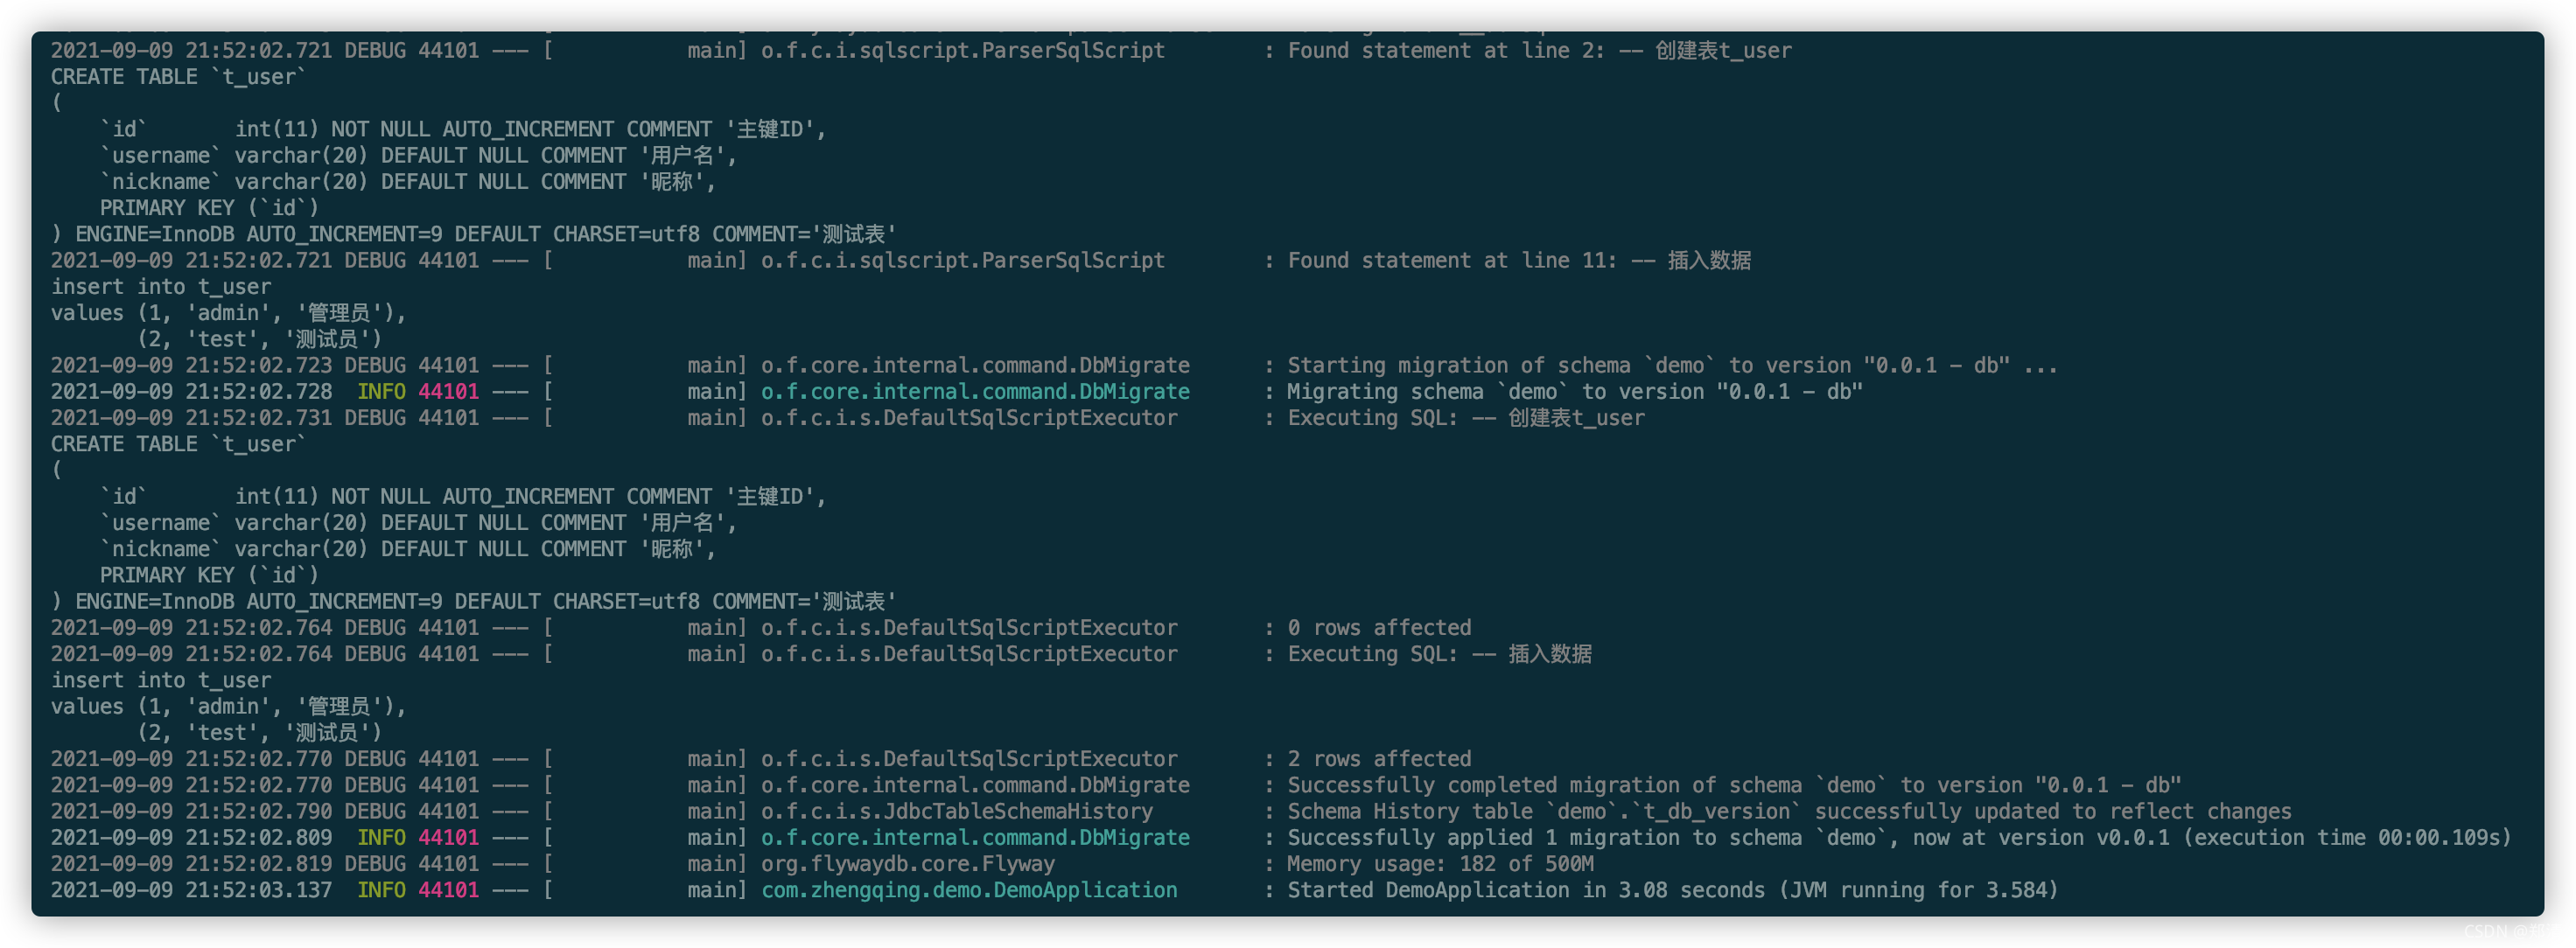 2021-09-09 21:52:02.721 DEBUG 44101 --- [           main] o.f.c.i.sqlscript.ParserSqlScript        : Found statement at line 2: -- 创建表t_user
CREATE TABLE `t_user`
(
    `id`       int(11) NOT NULL AUTO_INCREMENT COMMENT '主键ID',
    `username` varchar(20) DEFAULT NULL COMMENT '用户名',
    `nickname` varchar(20) DEFAULT NULL COMMENT '昵称',
    PRIMARY KEY (`id`)
) ENGINE=InnoDB AUTO_INCREMENT=9 DEFAULT CHARSET=utf8 COMMENT='测试表'
2021-09-09 21:52:02.721 DEBUG 44101 --- [           main] o.f.c.i.sqlscript.ParserSqlScript        : Found statement at line 11: -- 插入数据
insert into t_user
values (1, 'admin', '管理员'),
       (2, 'test', '测试员')
2021-09-09 21:52:02.723 DEBUG 44101 --- [           main] o.f.core.internal.command.DbMigrate      : Starting migration of schema `demo` to version "0.0.1 - db" ...
2021-09-09 21:52:02.728  INFO 44101 --- [           main] o.f.core.internal.command.DbMigrate      : Migrating schema `demo` to version "0.0.1 - db"
2021-09-09 21:52:02.731 DEBUG 44101 --- [           main] o.f.c.i.s.DefaultSqlScriptExecutor       : Executing SQL: -- 创建表t_user
CREATE TABLE `t_user`
(
    `id`       int(11) NOT NULL AUTO_INCREMENT COMMENT '主键ID',
    `username` varchar(20) DEFAULT NULL COMMENT '用户名',
    `nickname` varchar(20) DEFAULT NULL COMMENT '昵称',
    PRIMARY KEY (`id`)
) ENGINE=InnoDB AUTO_INCREMENT=9 DEFAULT CHARSET=utf8 COMMENT='测试表'
2021-09-09 21:52:02.764 DEBUG 44101 --- [           main] o.f.c.i.s.DefaultSqlScriptExecutor       : 0 rows affected
2021-09-09 21:52:02.764 DEBUG 44101 --- [           main] o.f.c.i.s.DefaultSqlScriptExecutor       : Executing SQL: -- 插入数据
insert into t_user
values (1, 'admin', '管理员'),
       (2, 'test', '测试员')
2021-09-09 21:52:02.770 DEBUG 44101 --- [           main] o.f.c.i.s.DefaultSqlScriptExecutor       : 2 rows affected
2021-09-09 21:52:02.770 DEBUG 44101 --- [           main] o.f.core.internal.command.DbMigrate      : Successfully completed migration of schema `demo` to version "0.0.1 - db"
2021-09-09 21:52:02.790 DEBUG 44101 --- [           main] o.f.c.i.s.JdbcTableSchemaHistory         : Schema History table `demo`.`t_db_version` successfully updated to reflect changes
2021-09-09 21:52:02.809  INFO 44101 --- [           main] o.f.core.internal.command.DbMigrate      : Successfully applied 1 migration to schema `demo`, now at version v0.0.1 (execution time 00:00.109s)
2021-09-09 21:52:02.819 DEBUG 44101 --- [           main] org.flywaydb.core.Flyway                 : Memory usage: 182 of 500M
2021-09-09 21:52:03.137  INFO 44101 --- [           main] com.zhengqing.demo.DemoApplication       : Started DemoApplication in 3.08 seconds (JVM running for 3.584)
CSDN